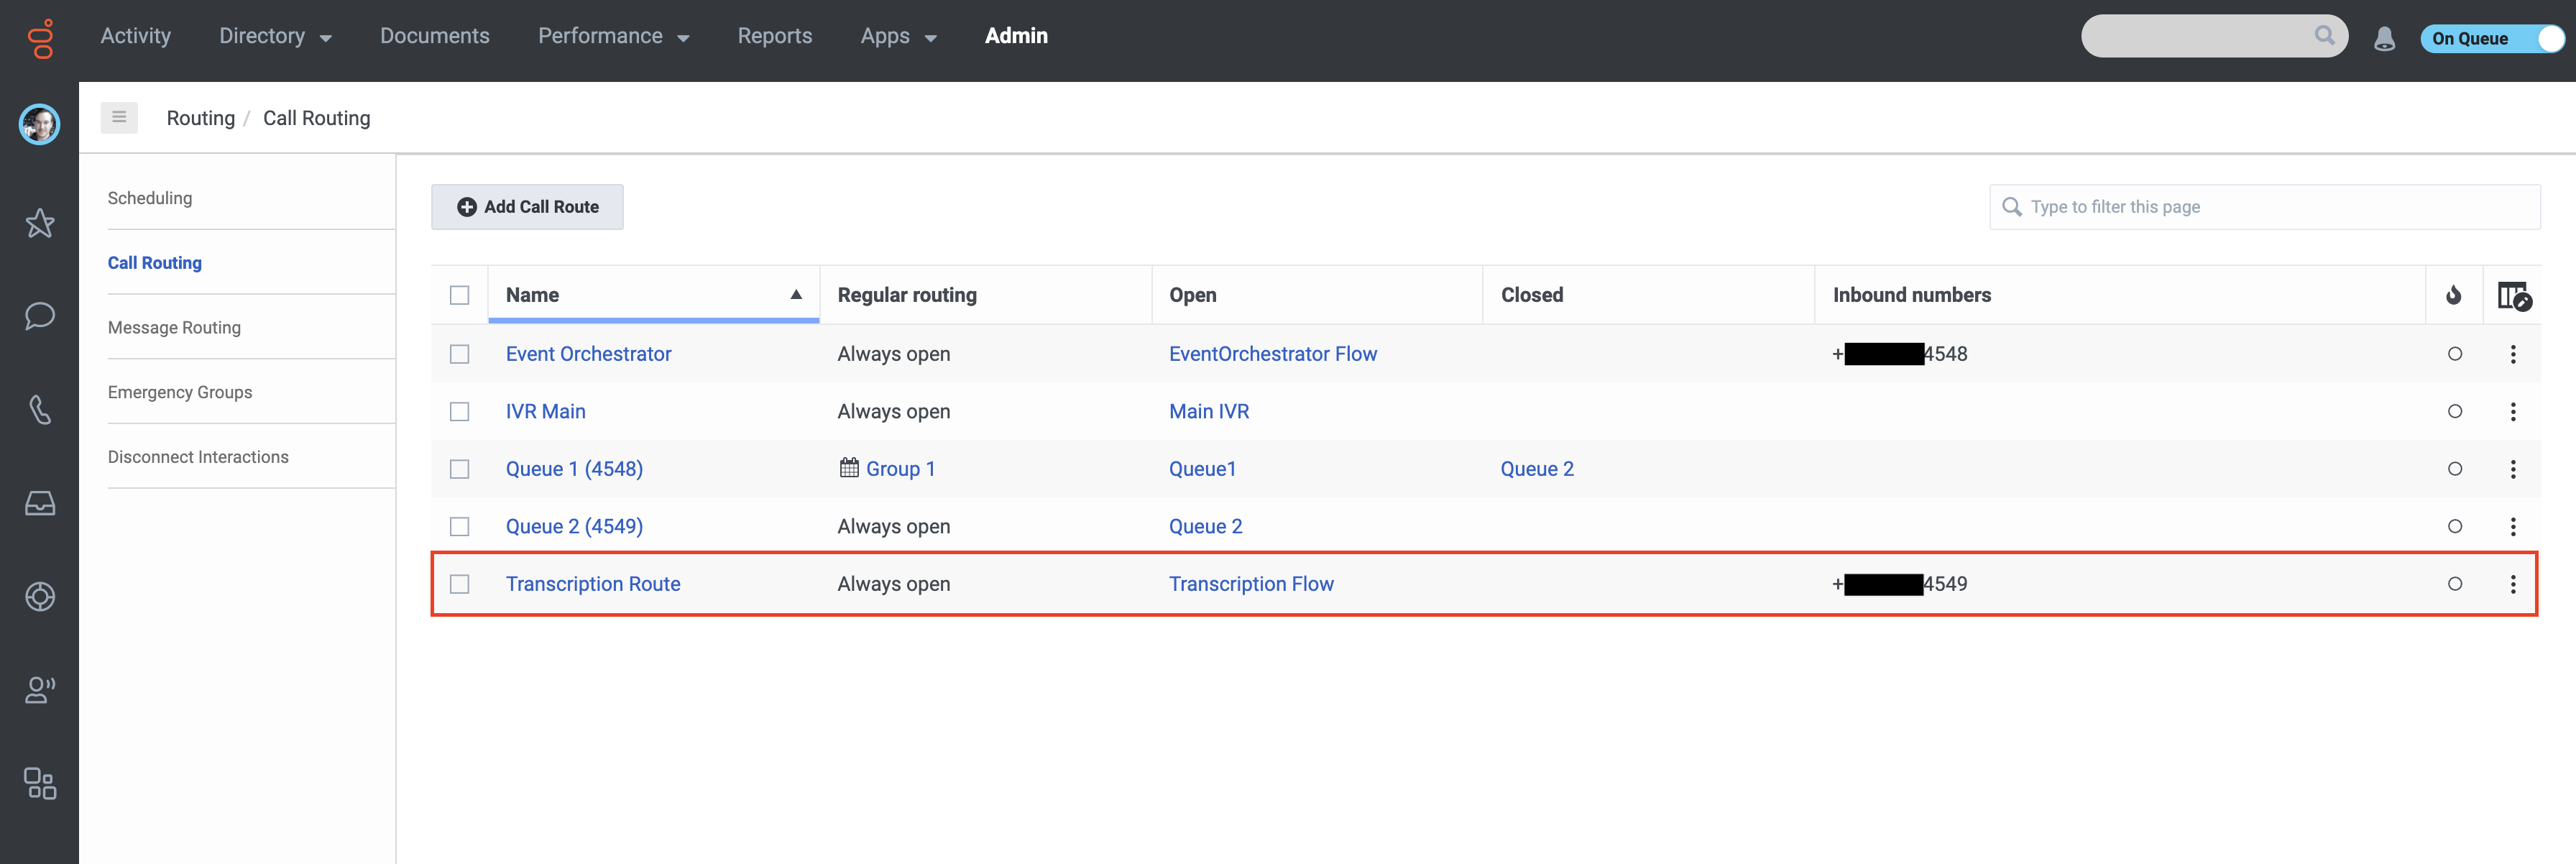 Activity Directory Documents Performance Reports Apps Admin On Queue
Routing / Call Routing
Scheduling
Call Routing
Message Routing
Emergency Groups
Disconnect Interactions
Add Call Route
Type to filter this page
Name Regular routing Open Closed Inbound numbers
Event Orchestrator Always open EventOrchestrator Flow + 4548
IVR Main Always open Main IVR
Queue 1 (4548) Group 1 Queue1 Queue 2
Queue 2 (4549) Always open Queue 2
Transcription Route Always open Transcription Flow + 4549